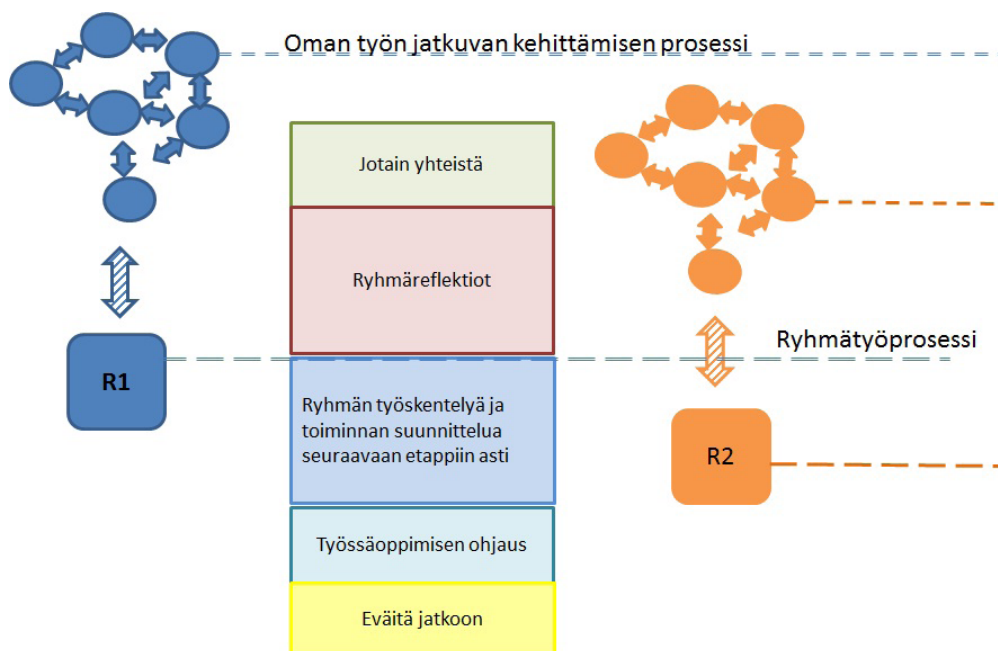 Oman työn jatkuvan kehittämisen prosessi
Jotain yhteistä
Ryhmäreflektiot
Ryhmätyöprosessi
R1
Ryhmän työskentelyä ja
toiminnan suunnittelua
seuraavaan etappiin asti
R2
Työssäoppimisen ohjaus
Eväitä jatkoon